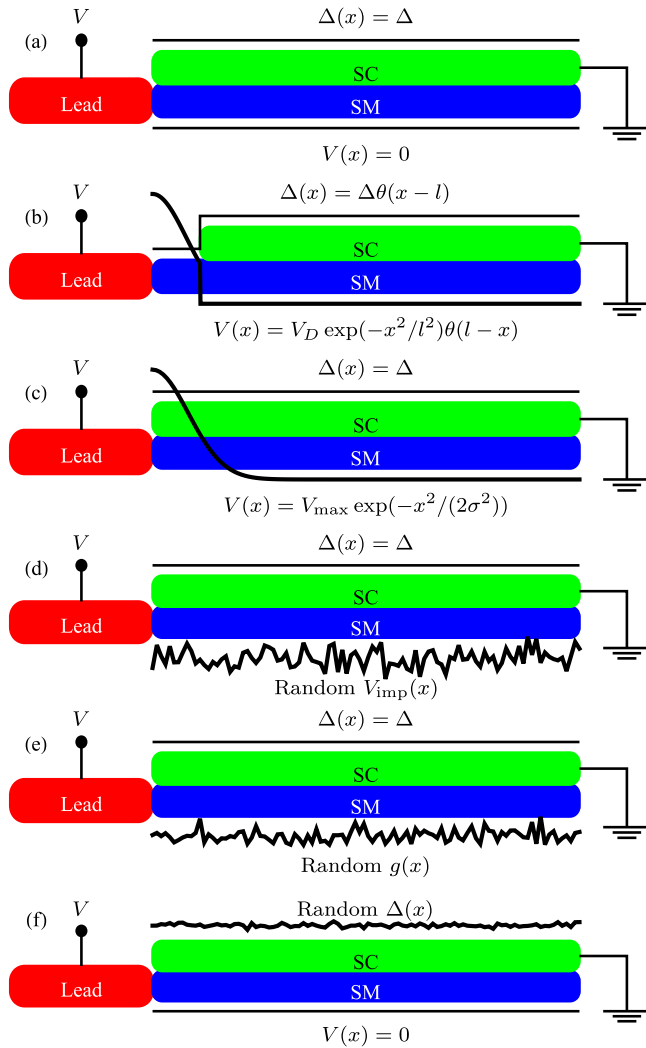 Δ(x) = Δ
V
(a)
SC
Lead
SM
V(x) = 0
V
Δ(x) = Δθ(x − l)
(b)
SC
Lead
SM
V(x) = V_D exp(−x²/l²)θ(l − x)
V
Δ(x) = Δ
(c)
SC
Lead
SM
V(x) = V_max exp(−x²/(2σ²))
Δ(x) = Δ
V
(d)
SC
Lead
SM
Random V_imp(x)
V
Δ(x) = Δ
(e)
SC
Lead
SM
Random g(x)
V
Random Δ(x)
(f)
SC
Lead
SM
V(x) = 0